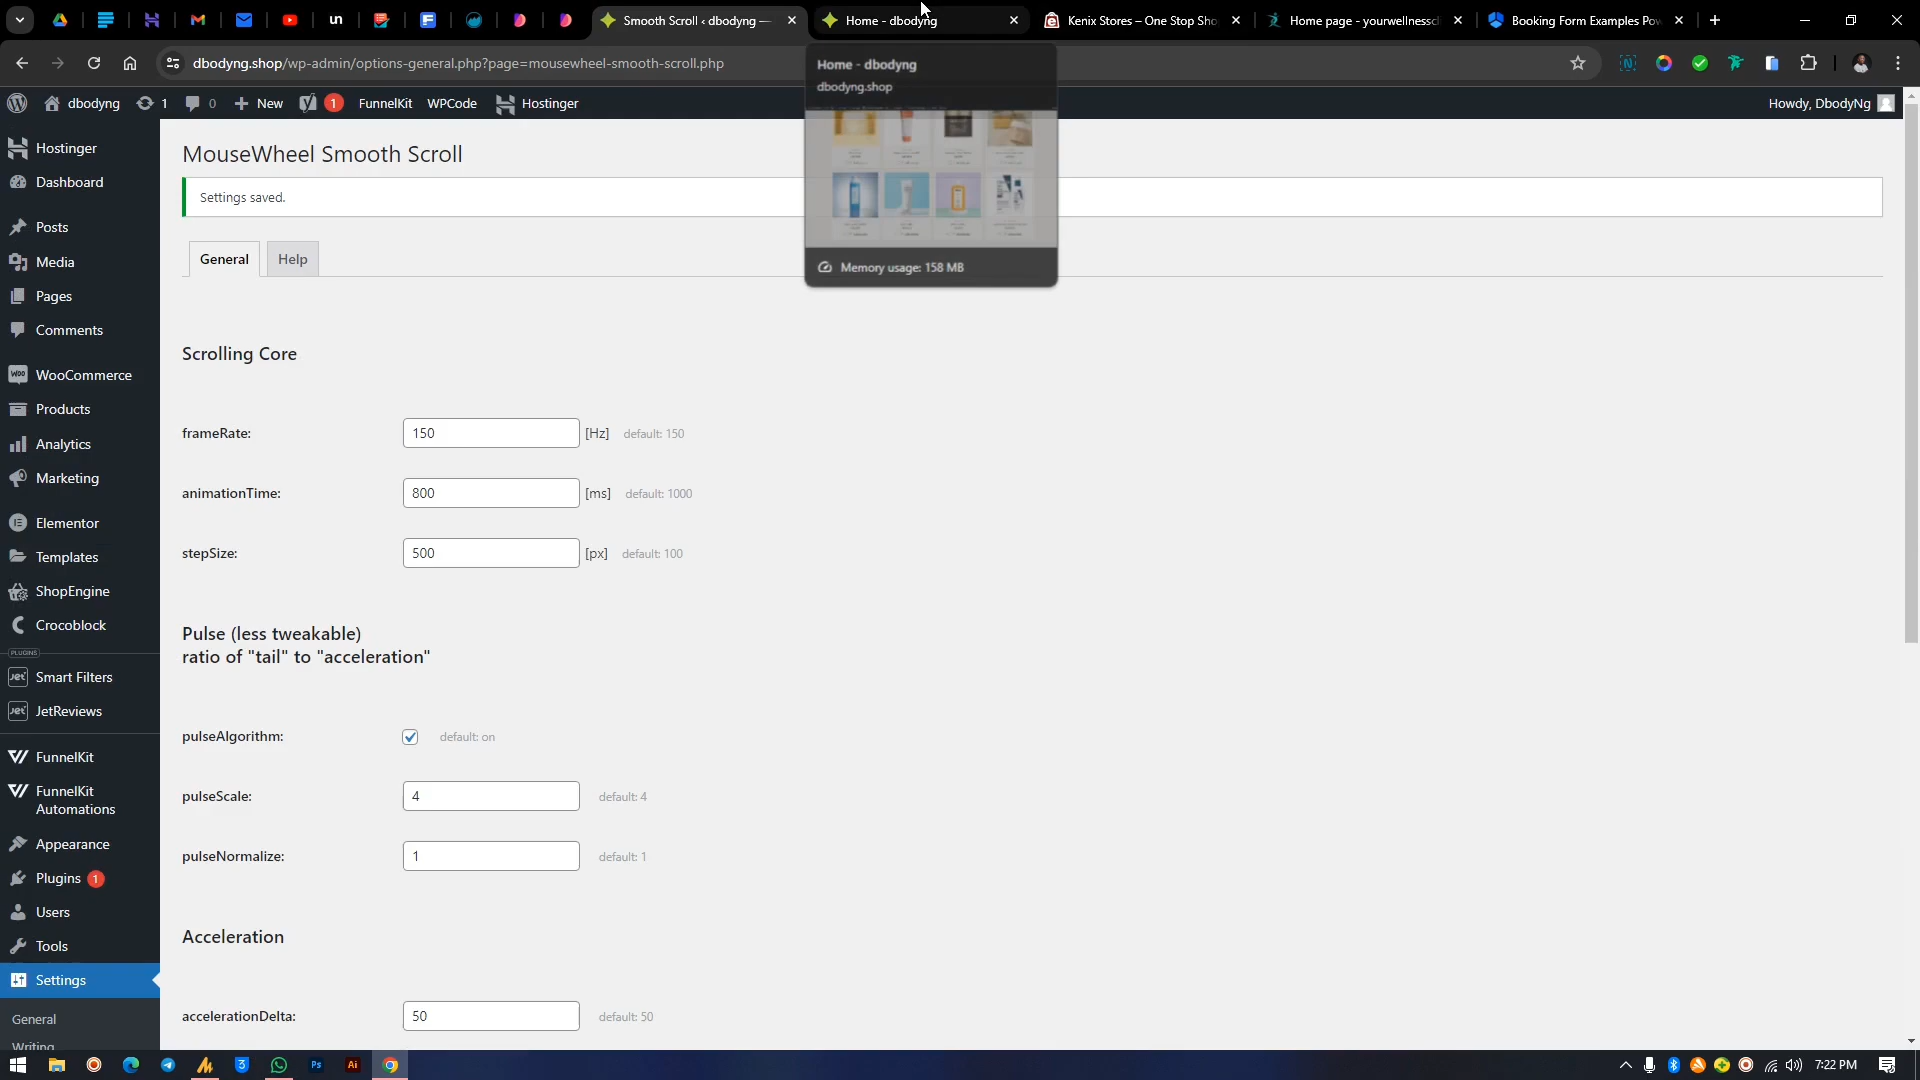 un
Smooth Scroll ‹ dbodyng —
Home - dbodyng
Kenix Stores – One Stop Sho
Home page - yourwellnesscl
Booking Form Examples Pow
dbodyng.shop/wp-admin/options-general.php?page=mousewheel-smooth-scroll.php
Home - dbodyng
dbodyng.shop
Memory usage: 158 MB
dbodyng
1
0
New
1
FunnelKit
WPCode
Hostinger
Howdy, DbodyNg
Hostinger
Dashboard
Posts
Media
Pages
Comments
WooCommerce
Products
Analytics
Marketing
Elementor
Templates
ShopEngine
Crocoblock
PLUGINS
Smart Filters
JetReviews
FunnelKit
FunnelKit
Automations
Appearance
Plugins 1
Users
Tools
Settings
General
Writing
MouseWheel Smooth Scroll
Settings saved.
General
Help
Scrolling Core
frameRate: 150 [Hz] default: 150
animationTime: 800 [ms] default: 1000
stepSize: 500 [px] default: 100
Pulse (less tweakable)
ratio of "tail" to "acceleration"
pulseAlgorithm: default: on
pulseScale: 4 default: 4
pulseNormalize: 1 default: 1
Acceleration
accelerationDelta: 50 default: 50
Ps
Ai
7:22 PM